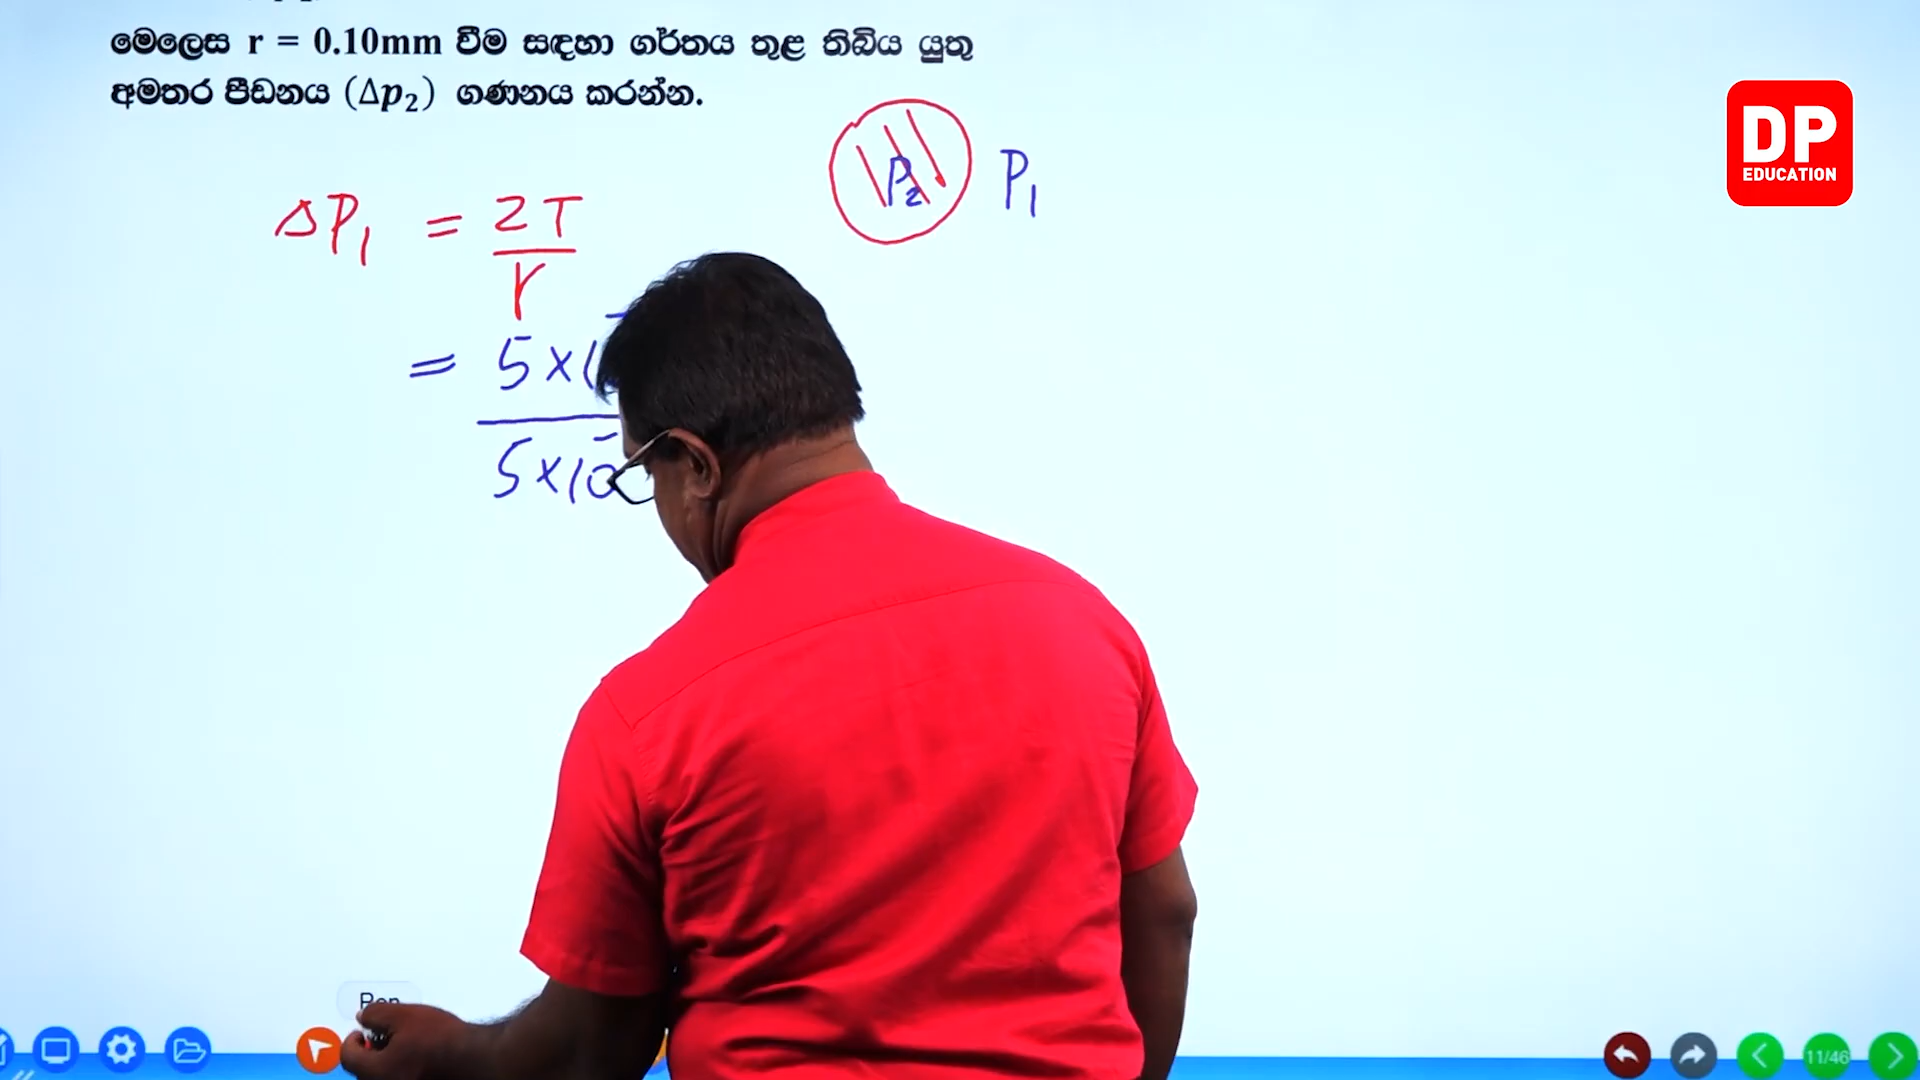 මෙලෙස r = 0.10mm වීම සඳහා ගර්තය තුළ තිබිය යුතු
අමතර පීඩනය (Δp₂) ගණනය කරන්න.
P₂ P₁
ΔP₁ = 2T
r
= 5×1
5×10
DP
EDUCATION
11/46